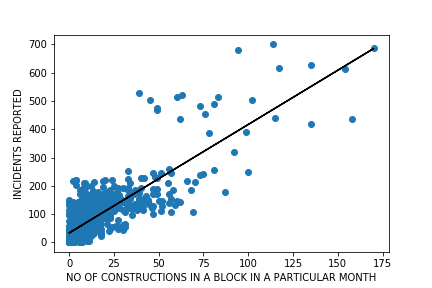 700
600
500
400
300
200
100
0
INCIDENTS REPORTED
0 25 50 75 100 125 150 175
NO OF CONSTRUCTIONS IN A BLOCK IN A PARTICULAR MONTH